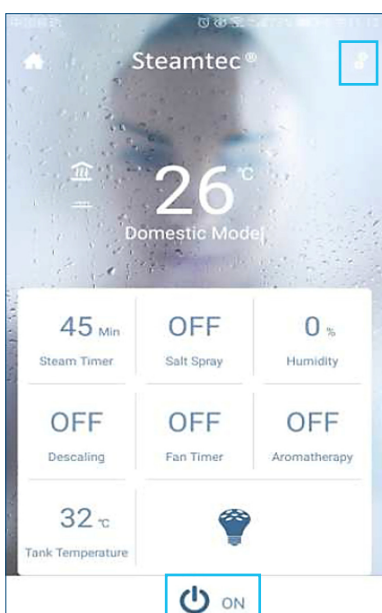 Steamtec®
26°C
Domestic Model
45 Min OFF 0 %
Steam Timer Salt Spray Humidity
OFF OFF OFF
Descaling Fan Timer Aromatherapy
32 °C
Tank Temperature
ON